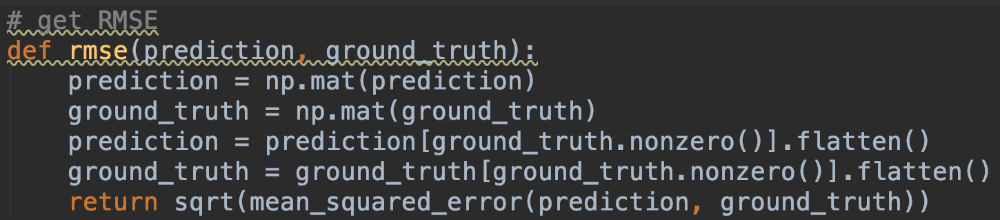 # get RMSE
def rmse(prediction, ground_truth):
    prediction = np.mat(prediction)
    ground_truth = np.mat(ground_truth)
    prediction = prediction[ground_truth.nonzero()].flatten()
    ground_truth = ground_truth[ground_truth.nonzero()].flatten()
    return sqrt(mean_squared_error(prediction, ground_truth))